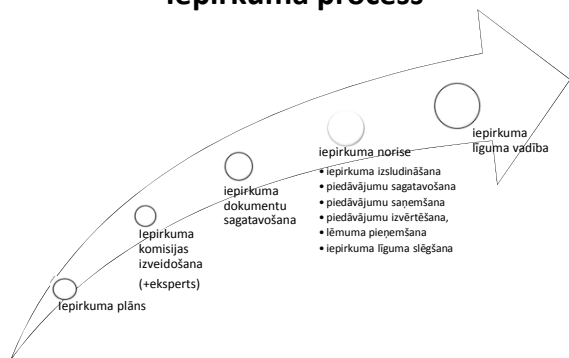 Iepirkuma process
Iepirkuma plāns
Iepirkuma
komisijas
izveidošana
(+eksperts)
iepirkuma
dokumentu
sagatavošana
iepirkuma norise
• iepirkuma izsludināšana
• piedāvājumu sagatavošana
• piedāvājumu saņemšana
• piedāvājumu izvērtēšana,
• lēmuma pieņemšana
• iepirkuma līguma slēgšana
iepirkuma
līguma vadība